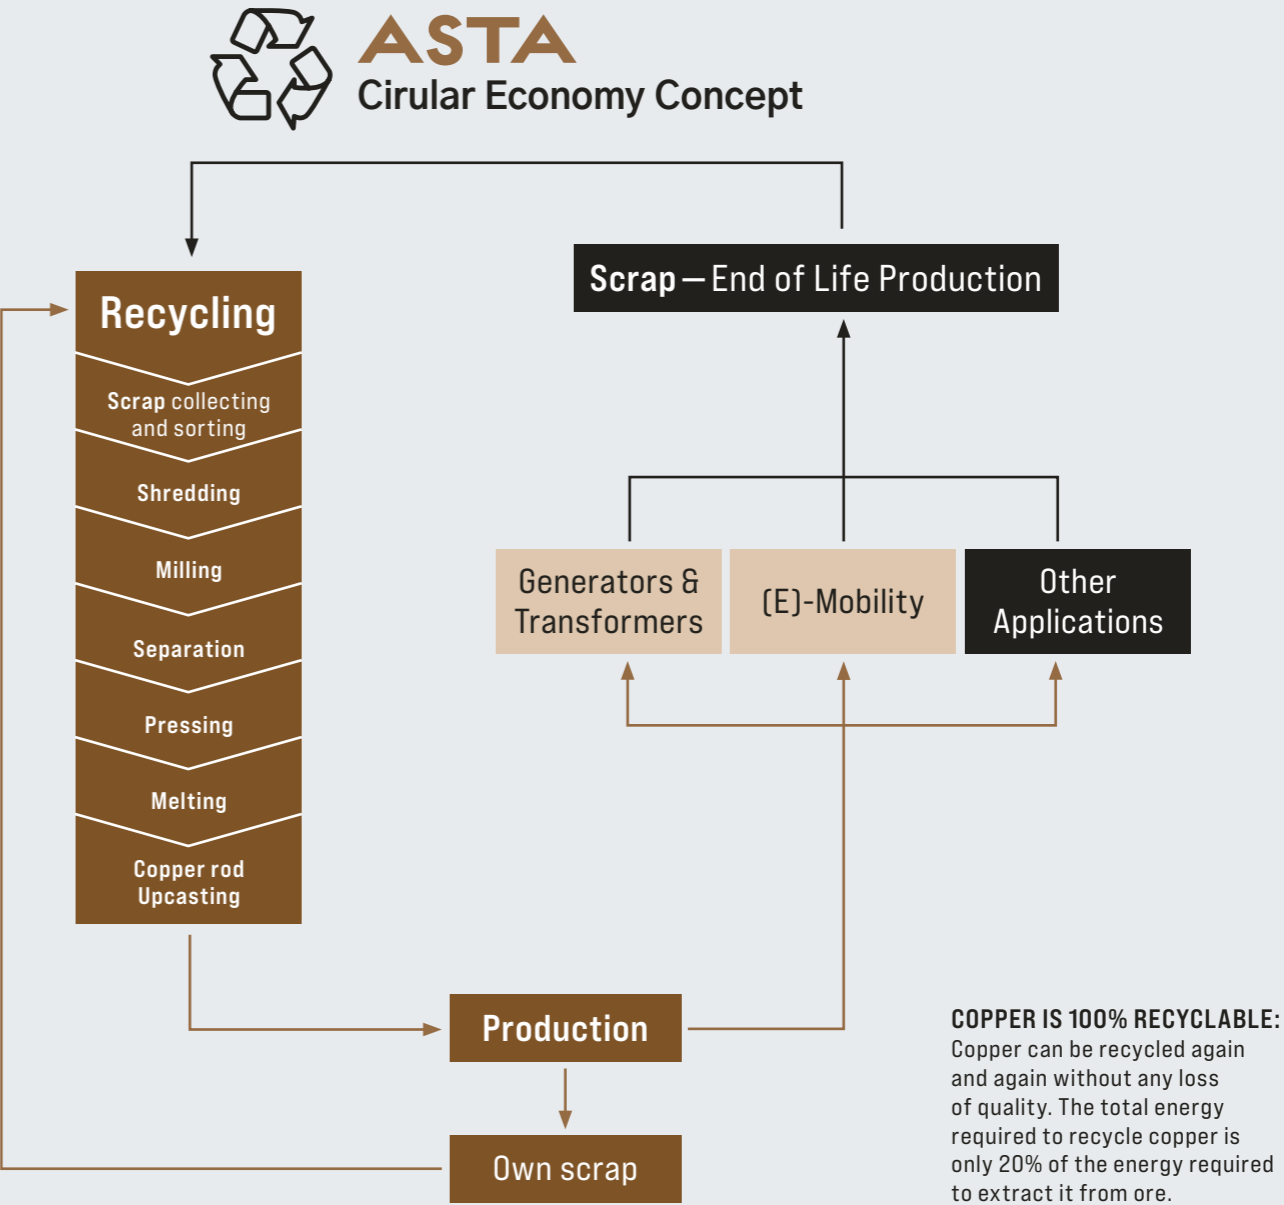 ASTA
Cirular Economy Concept
Scrap — End of Life Production
Recycling
Scrap collecting
and sorting
Shredding
Milling
Separation
Pressing
Melting
Copper rod
Upcasting
Generators &
Transformers
(E)-Mobility
Other
Applications
Production
Own scrap
COPPER IS 100% RECYCLABLE:
Copper can be recycled again
and again without any loss
of quality. The total energy
required to recycle copper is
only 20% of the energy required
to extract it from ore.